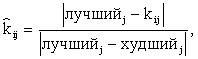 k̂ij = |лучшийj − kij| / |лучшийj − худшийj|,